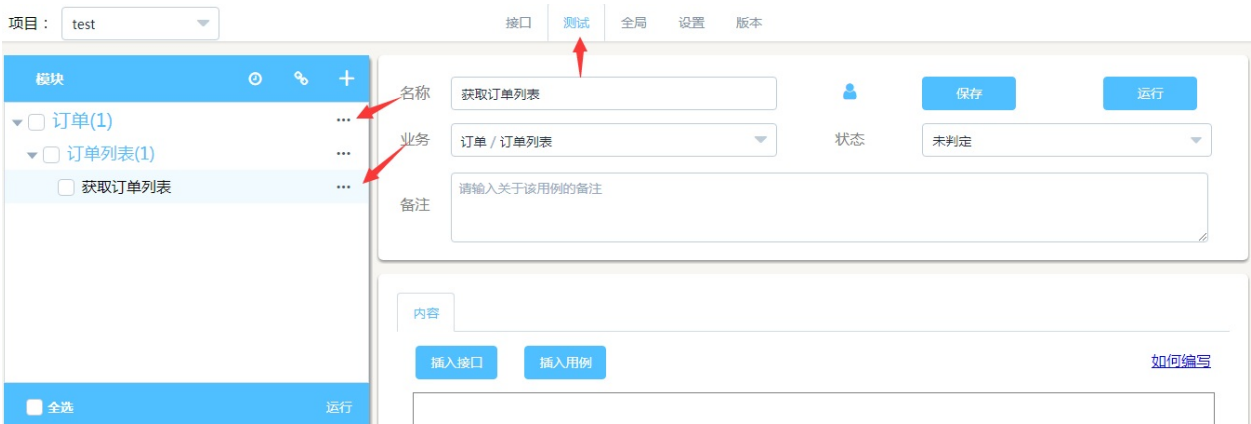 项目： test
接口 测试 全局 设置 版本
模块
订单(1)
订单列表(1)
获取订单列表
全选 运行
名称 获取订单列表 保存 运行
业务 订单 / 订单列表 状态 未判定
备注 请输入关于该用例的备注
内容
插入接口 插入用例 如何编写